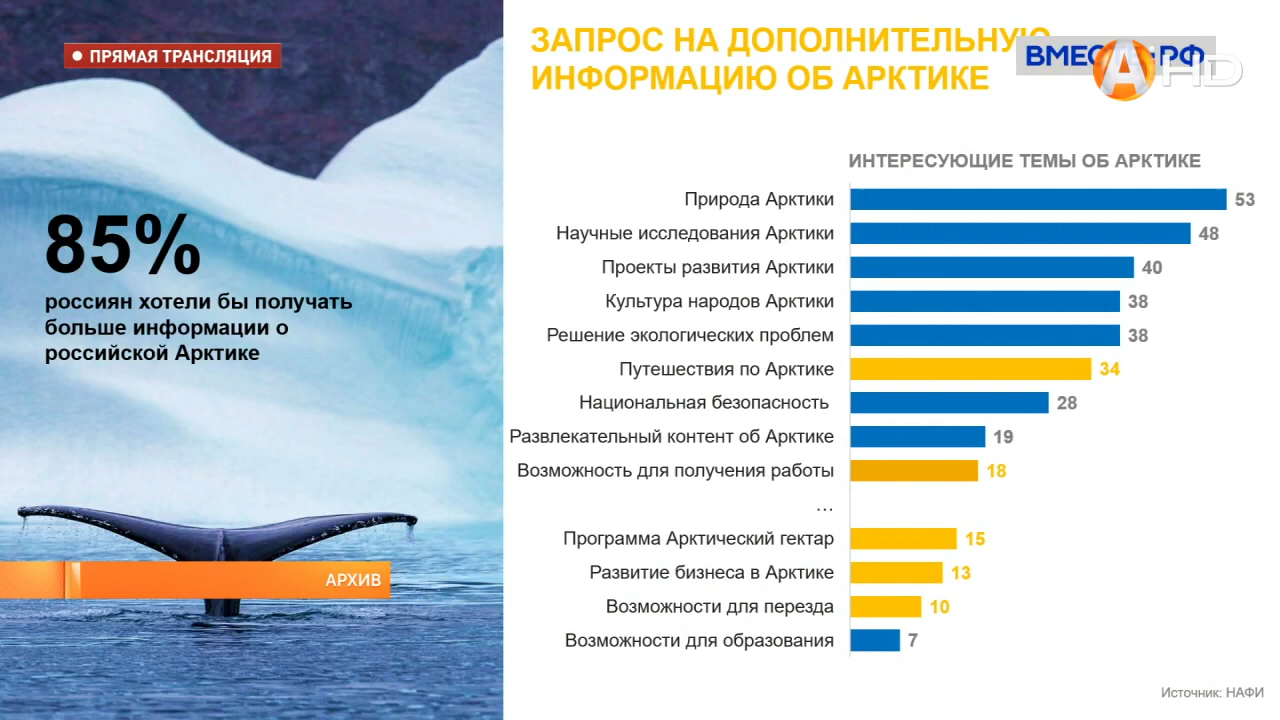 ПРЯМАЯ ТРАНСЛЯЦИЯ
85%
россиян хотели бы получать
больше информации о
российской Арктике
АРХИВ
ЗАПРОС НА ДОПОЛНИТЕЛЬНУЮ
ИНФОРМАЦИЮ ОБ АРКТИКЕ
HD
ИНТЕРЕСУЮЩИЕ ТЕМЫ ОБ АРКТИКЕ
Природа Арктики 53
Научные исследования Арктики 48
Проекты развития Арктики 40
Культура народов Арктики 38
Решение экологических проблем 38
Путешествия по Арктике 34
Национальная безопасность 28
Развлекательный контент об Арктике 19
Возможность для получения работы 18
...
Программа Арктический гектар 15
Развитие бизнеса в Арктике 13
Возможности для перезда 10
Возможности для образования 7
Источник: НАФИ